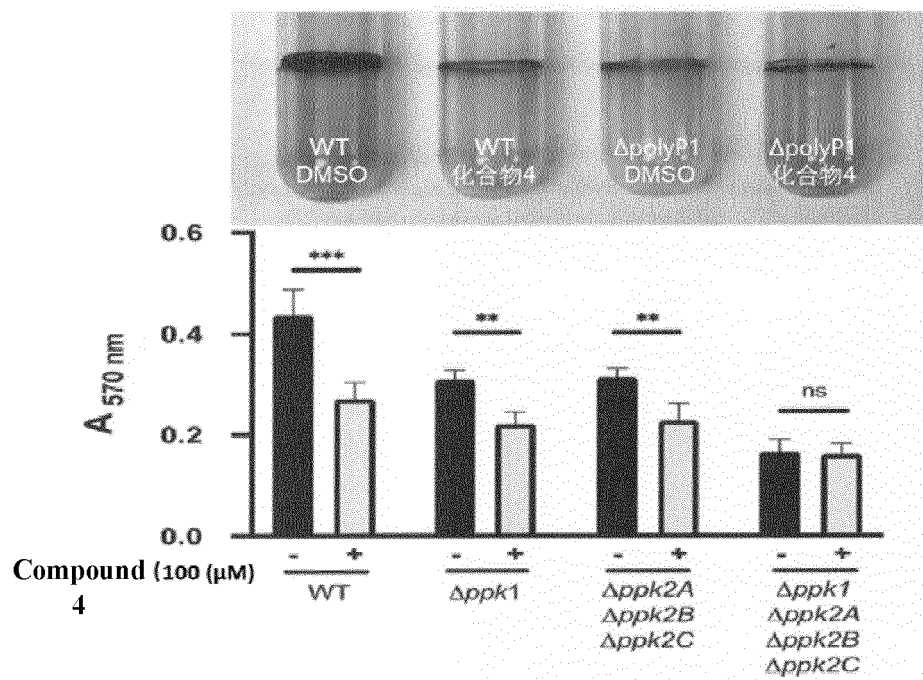 WT
DMSO
WT
化合物4
ΔpolyP1
DMSO
ΔpolyP1
化合物4
0.6
0.4
0.2
0.0
A 570 nm
***
**
**
ns
- + - + - + - +
Compound (100 (μM)
4
WT
Δppk1
Δppk2A
Δppk2B
Δppk2C
Δppk1
Δppk2A
Δppk2B
Δppk2C